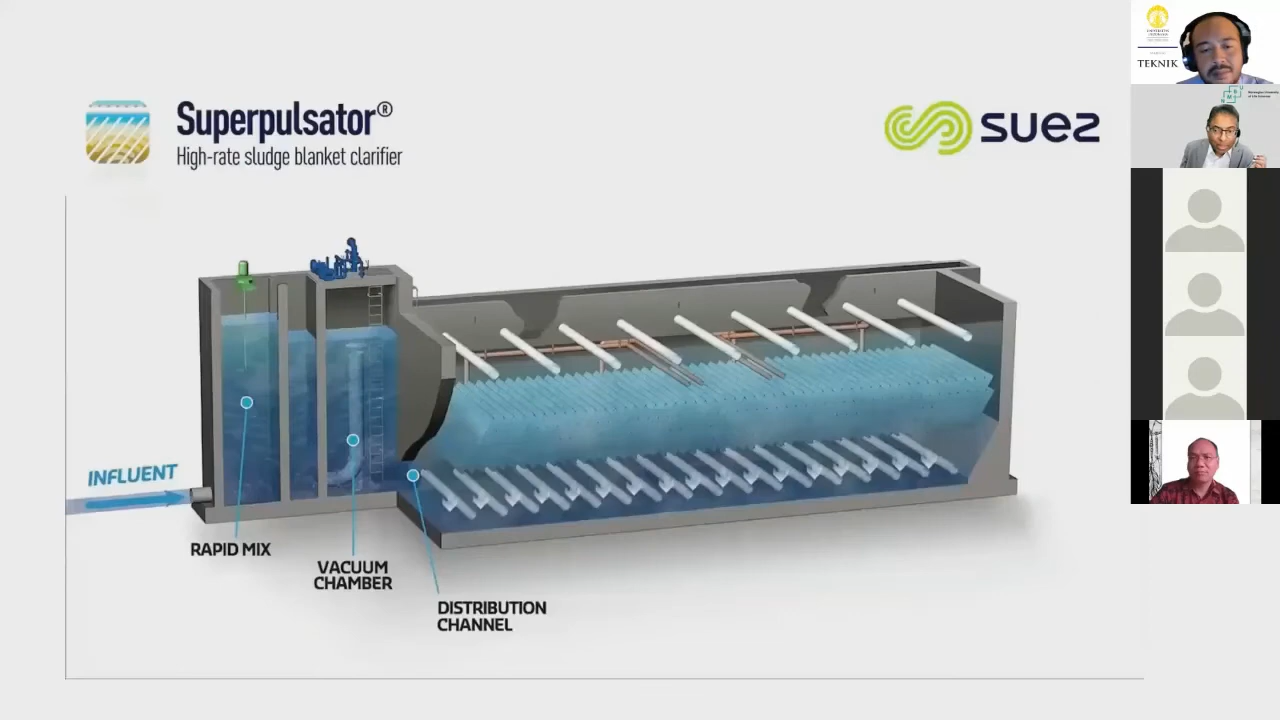 Superpulsator®
High-rate sludge blanket clarifier
suez
INFLUENT
RAPID MIX
VACUUM
CHAMBER
DISTRIBUTION
CHANNEL
TEKNIK